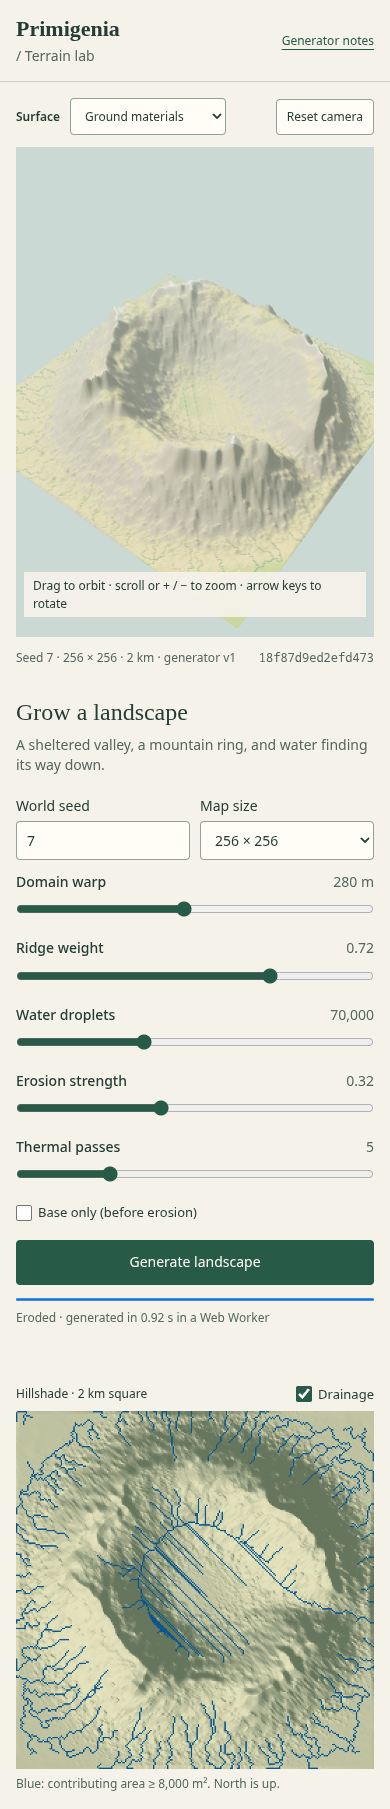 Primigenia
/ Terrain lab
Generator notes
Surface
Ground materials
Reset camera
Drag to orbit · scroll or + / − to zoom · arrow keys to
rotate
Seed 7 · 256 × 256 · 2 km · generator v1
18f87d9ed2efd473
Grow a landscape
A sheltered valley, a mountain ring, and water finding
its way down.
World seed
Map size
7
256 × 256
Domain warp
280 m
Ridge weight
0.72
Water droplets
70,000
Erosion strength
0.32
Thermal passes
5
Base only (before erosion)
Generate landscape
Eroded · generated in 0.92 s in a Web Worker
Hillshade · 2 km square
Drainage
Blue: contributing area ≥ 8,000 m². North is up.